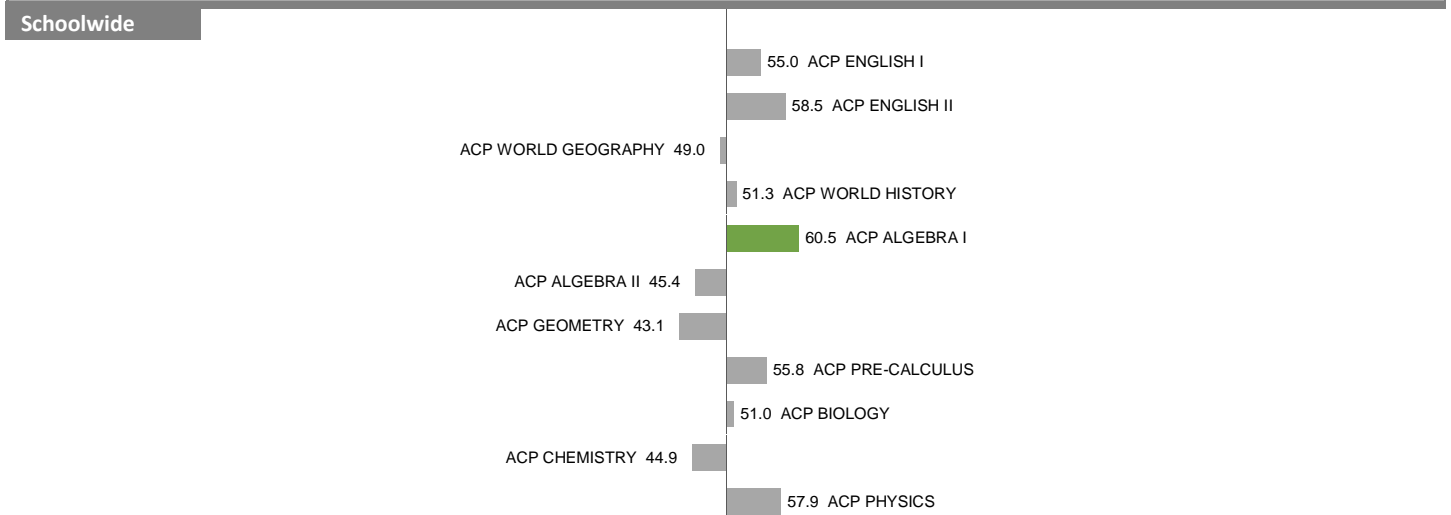 Schoolwide
55.0 ACP ENGLISH I
58.5 ACP ENGLISH II
ACP WORLD GEOGRAPHY 49.0
51.3 ACP WORLD HISTORY
60.5 ACP ALGEBRA I
ACP ALGEBRA II 45.4
ACP GEOMETRY 43.1
55.8 ACP PRE-CALCULUS
51.0 ACP BIOLOGY
ACP CHEMISTRY 44.9
57.9 ACP PHYSICS